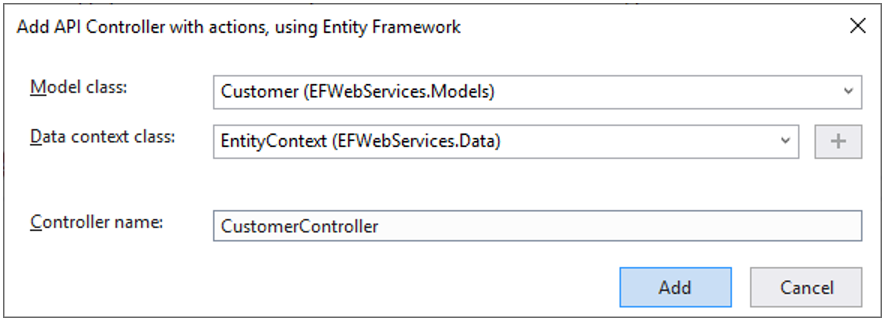 Add API Controller with actions, using Entity Framework
Model class: Customer (EFWebServices.Models)
Data context class: EntityContext (EFWebServices.Data)
Controller name: CustomerController
Add Cancel